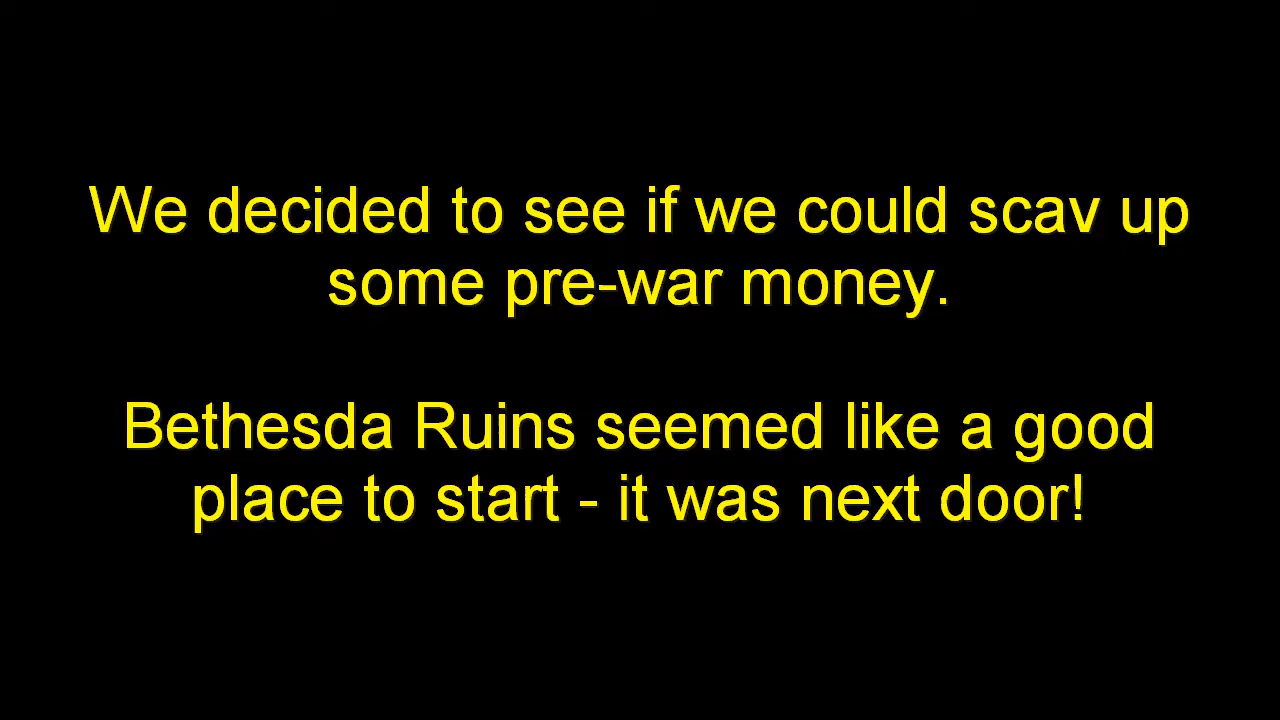 We decided to see if we could scav up
some pre-war money.
Bethesda Ruins seemed like a good
place to start - it was next door!